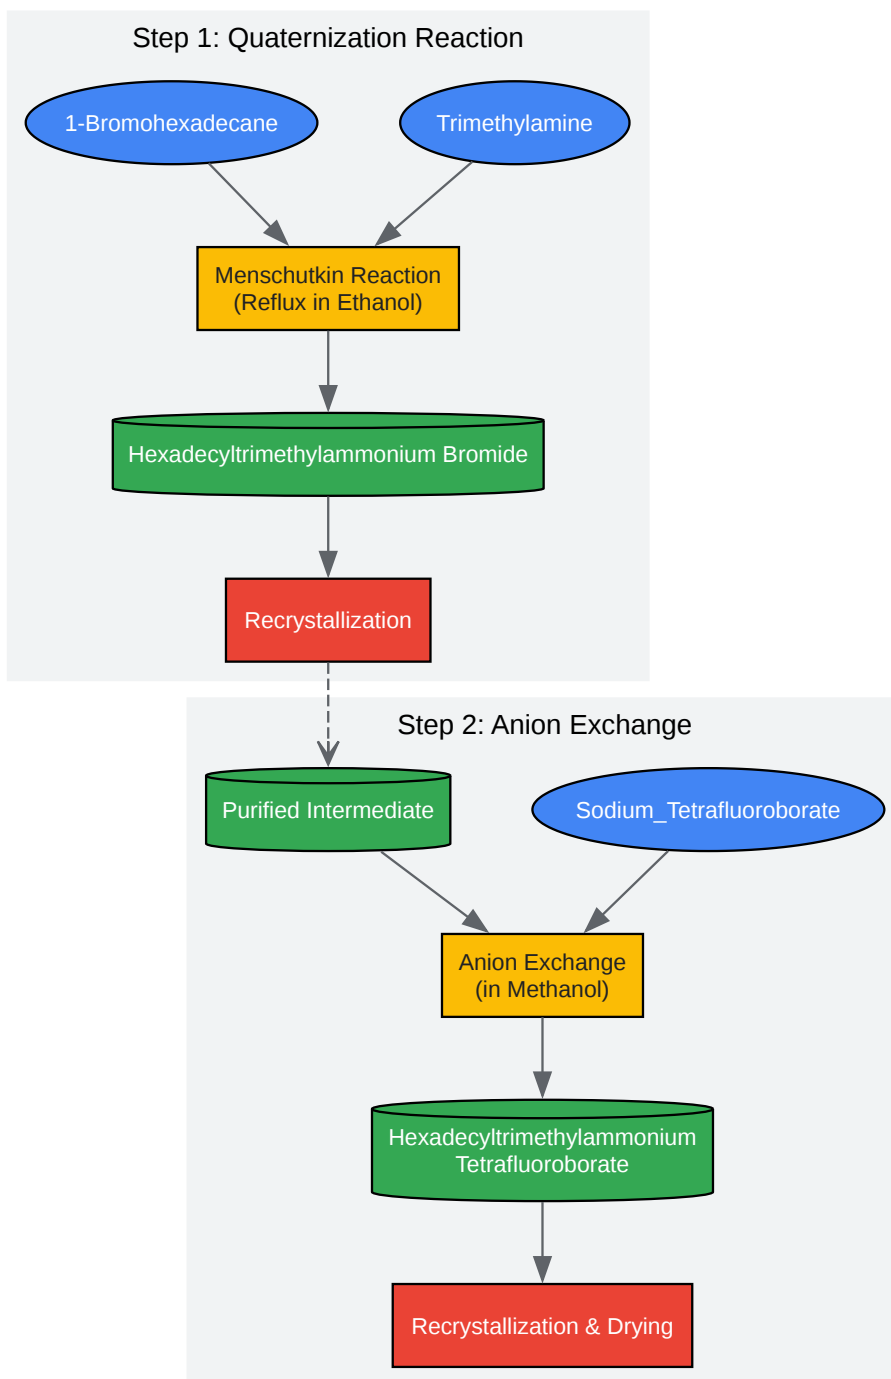 Step 1: Quaternization Reaction
1-Bromohexadecane
Trimethylamine
Menschutkin Reaction
(Reflux in Ethanol)
Hexadecyltrimethylammonium Bromide
Recrystallization
Step 2: Anion Exchange
Purified Intermediate
Sodium_Tetrafluoroborate
Anion Exchange
(in Methanol)
Hexadecyltrimethylammonium
Tetrafluoroborate
Recrystallization & Drying